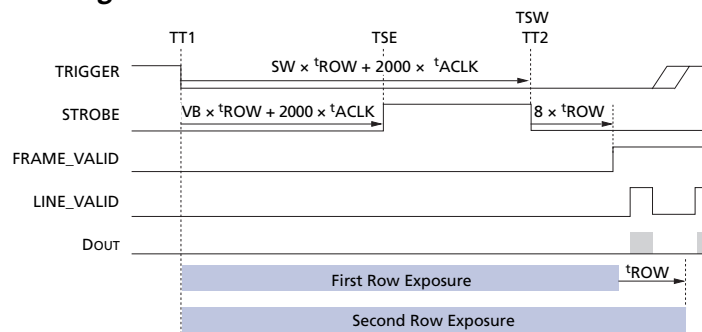 TSW
TT1 TSE TT2
TRIGGER SW × ᵗROW + 2000 × ᵗACLK
STROBE VB × ᵗROW + 2000 × ᵗACLK 8 × ᵗROW
FRAME_VALID
LINE_VALID
DOUT
First Row Exposure ᵗROW
Second Row Exposure